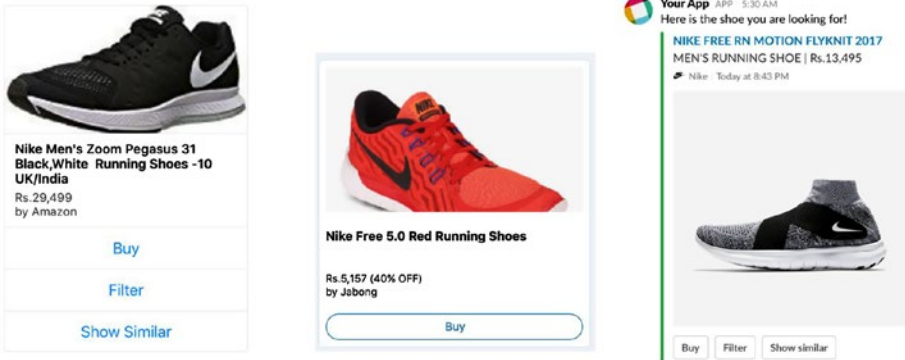 Nike Men's Zoom Pegasus 31
Black,White Running Shoes -10
UK/India
Rs.29,499
by Amazon
Buy
Filter
Show Similar
NIKE
Nike Free 5.0 Red Running Shoes
Rs.5,157 (40% OFF)
by Jabong
Buy
Your App APP 5:30 AM
Here is the shoe you are looking for!
NIKE FREE RN MOTION FLYKNIT 2017
MEN'S RUNNING SHOE | Rs.13,495
Nike Today at 8:43 PM
Buy Filter Show similar